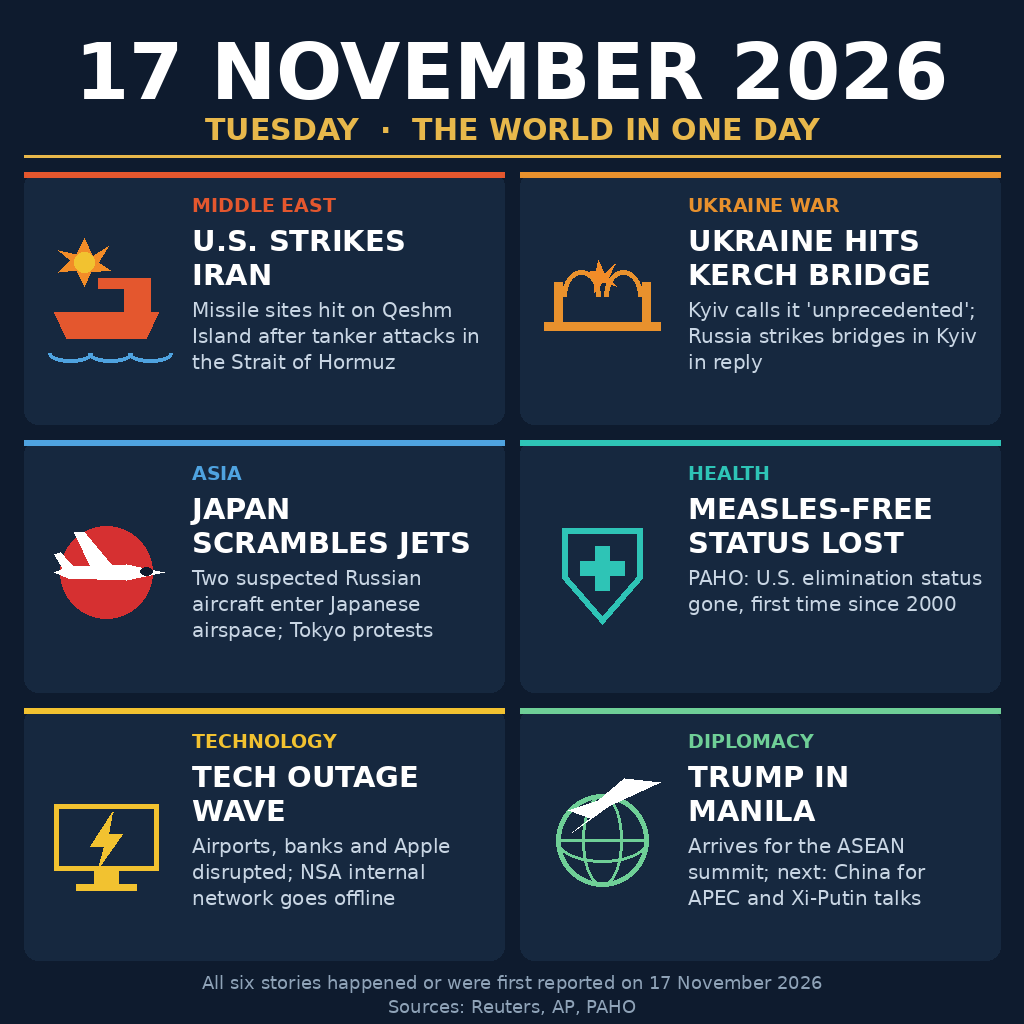 17 NOVEMBER 2026
TUESDAY · THE WORLD IN ONE DAY
MIDDLE EAST
U.S. STRIKES
IRAN
Missile sites hit on Qeshm
Island after tanker attacks in
the Strait of Hormuz
UKRAINE WAR
UKRAINE HITS
KERCH BRIDGE
Kyiv calls it 'unprecedented';
Russia strikes bridges in Kyiv
in reply
ASIA
JAPAN
SCRAMBLES JETS
Two suspected Russian
aircraft enter Japanese
airspace; Tokyo protests
HEALTH
MEASLES-FREE
STATUS LOST
PAHO: U.S. elimination status
gone, first time since 2000
TECHNOLOGY
TECH OUTAGE
WAVE
Airports, banks and Apple
disrupted; NSA internal
network goes offline
DIPLOMACY
TRUMP IN
MANILA
Arrives for the ASEAN
summit; next: China for
APEC and Xi-Putin talks
All six stories happened or were first reported on 17 November 2026
Sources: Reuters, AP, PAHO